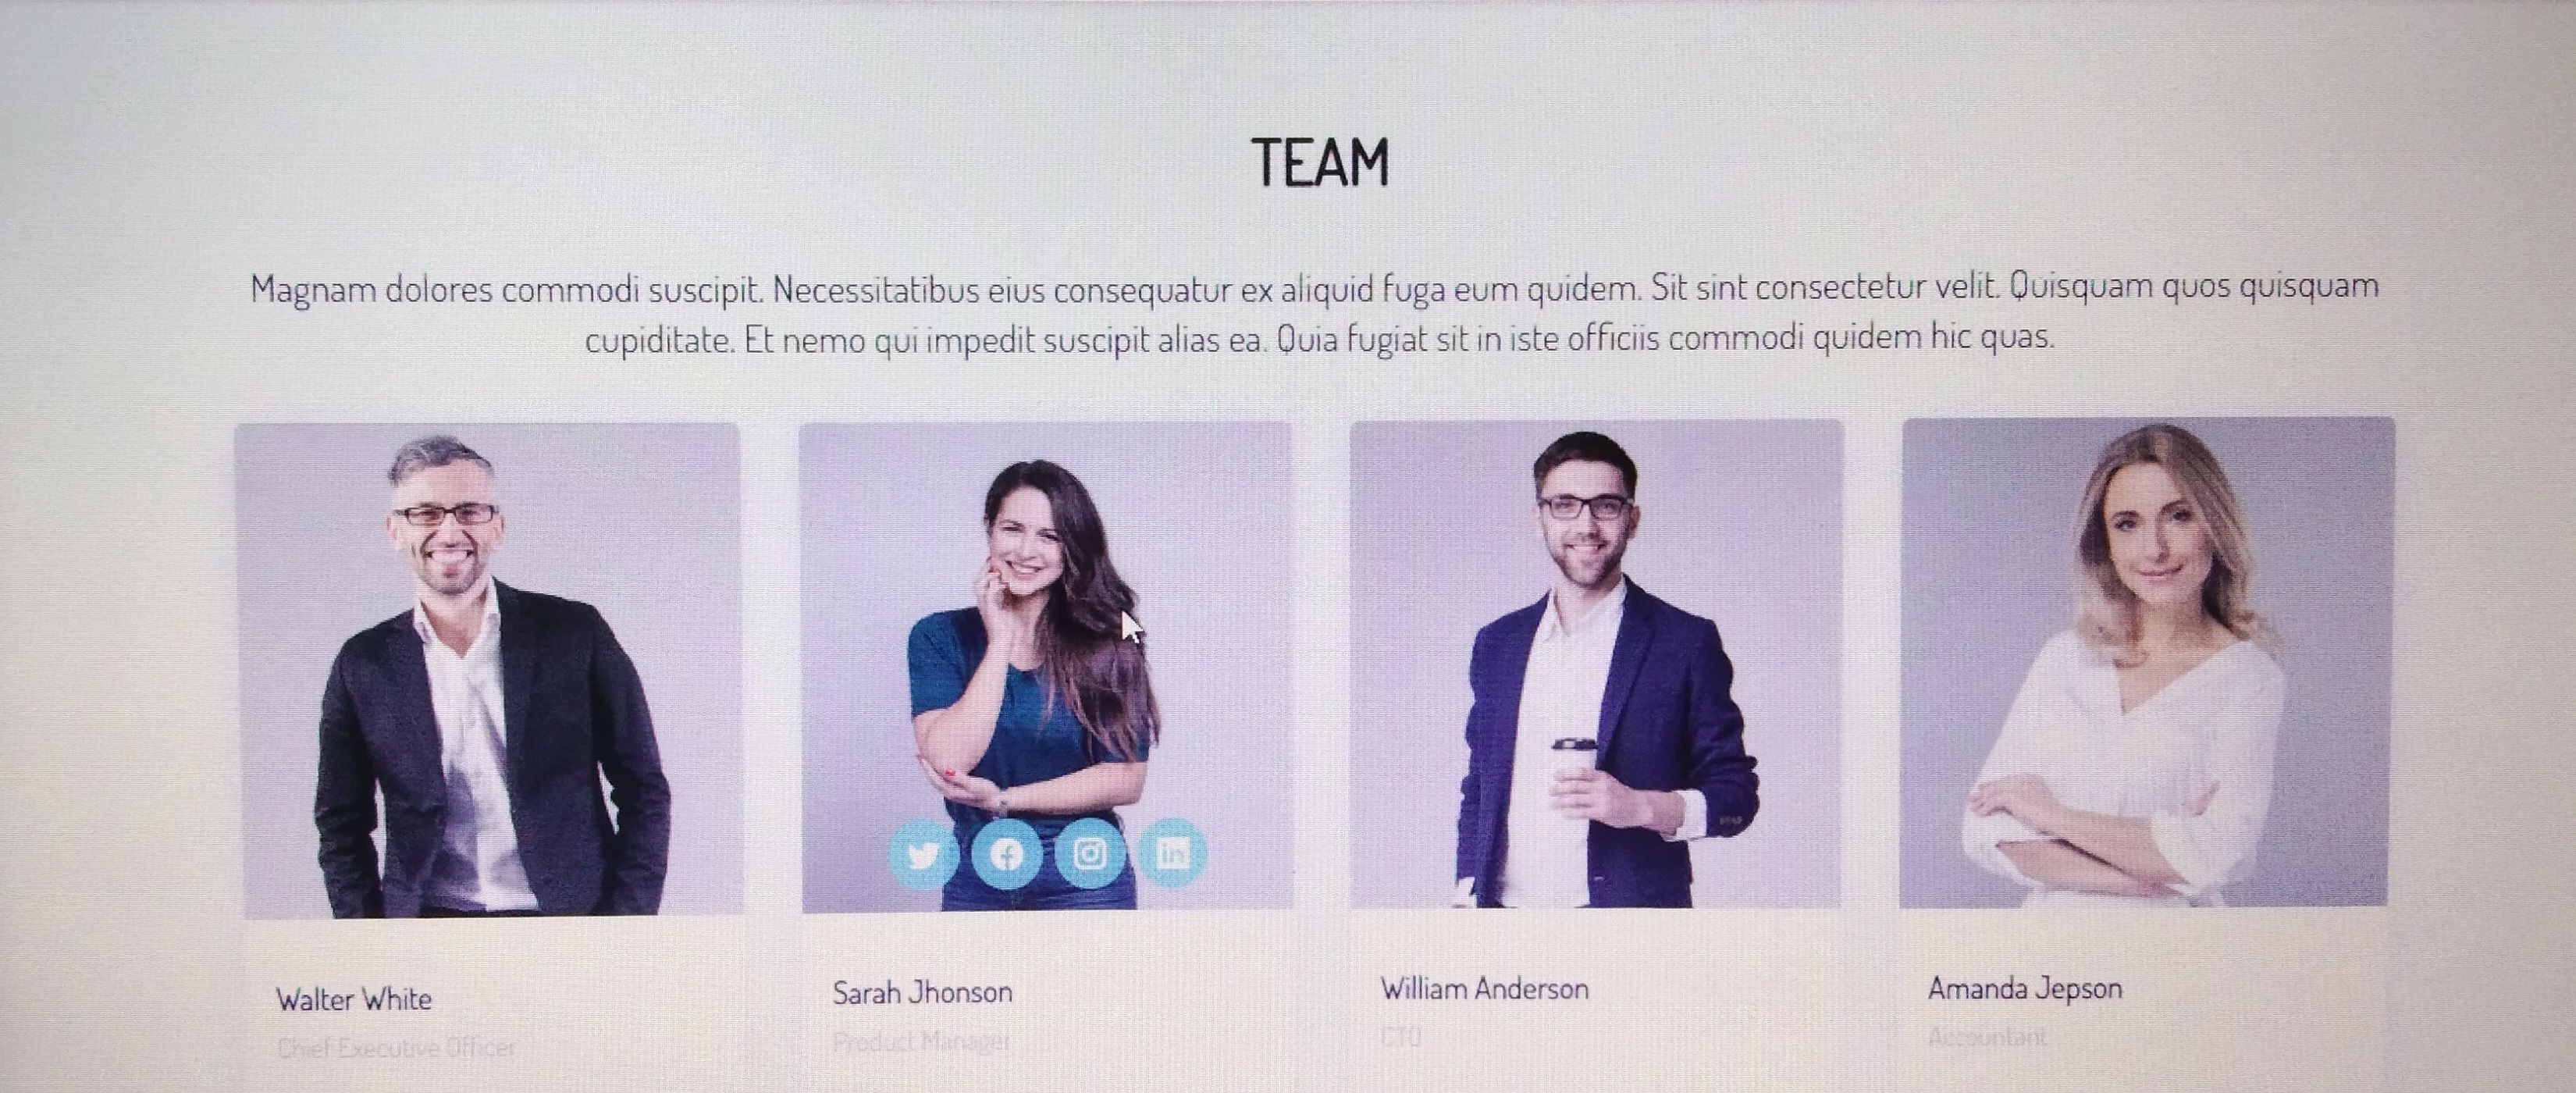 TEAM
Magnam dolores commodi suscipit. Necessitatibus eius consequatur ex aliquid fuga eum quidem. Sit sint consectetur velit. Quisquam quos quisquam
cupiditate. Et nemo qui impedit suscipit alias ea. Quia fugiat sit in iste officiis commodi quidem hic quas.
in
Walter White
Sarah Jhonson
William Anderson
Amanda Jepson
Chief Executive Officer
Product Manager
CTO
Accountant